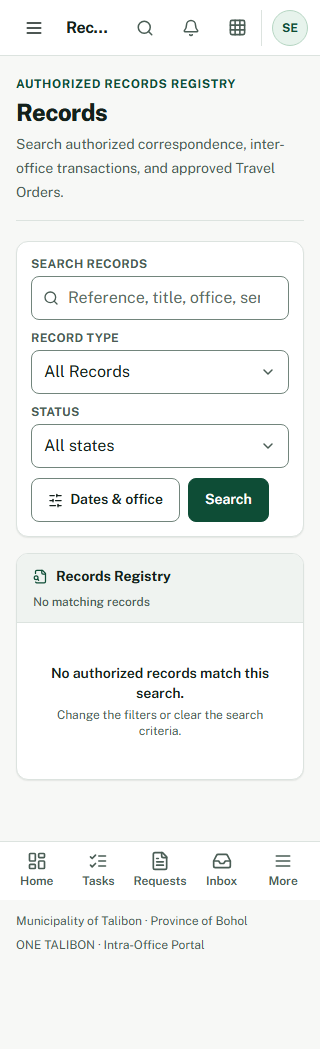 Rec...
SE
AUTHORIZED RECORDS REGISTRY
Records
Search authorized correspondence, inter-
office transactions, and approved Travel
Orders.
SEARCH RECORDS
Reference, title, office, ser
RECORD TYPE
All Records
STATUS
All states
Dates & office
Search
Records Registry
No matching records
No authorized records match this
search.
Change the filters or clear the search
criteria.
Home
Tasks
Requests
Inbox
More
Municipality of Talibon · Province of Bohol
ONE TALIBON · Intra-Office Portal